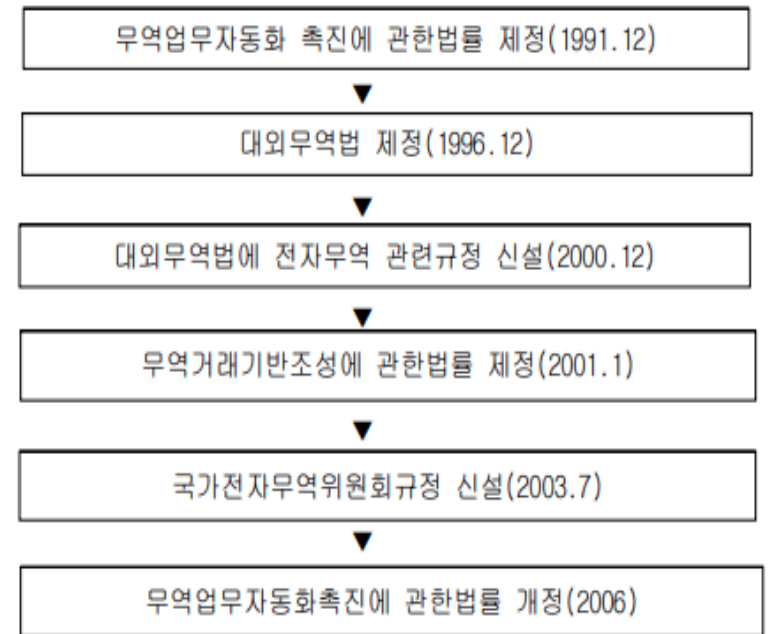 무역업무자동화 촉진에 관한법률 제정(1991.12)
▼
대외무역법 제정(1996.12)
▼
대외무역법에 전자무역 관련규정 신설(2000.12)
▼
무역거래기반조성에 관한법률 제정(2001.1)
▼
국가전자무역위원회규정 신설(2003.7)
▼
무역업무자동화촉진에 관한법률 개정(2006)